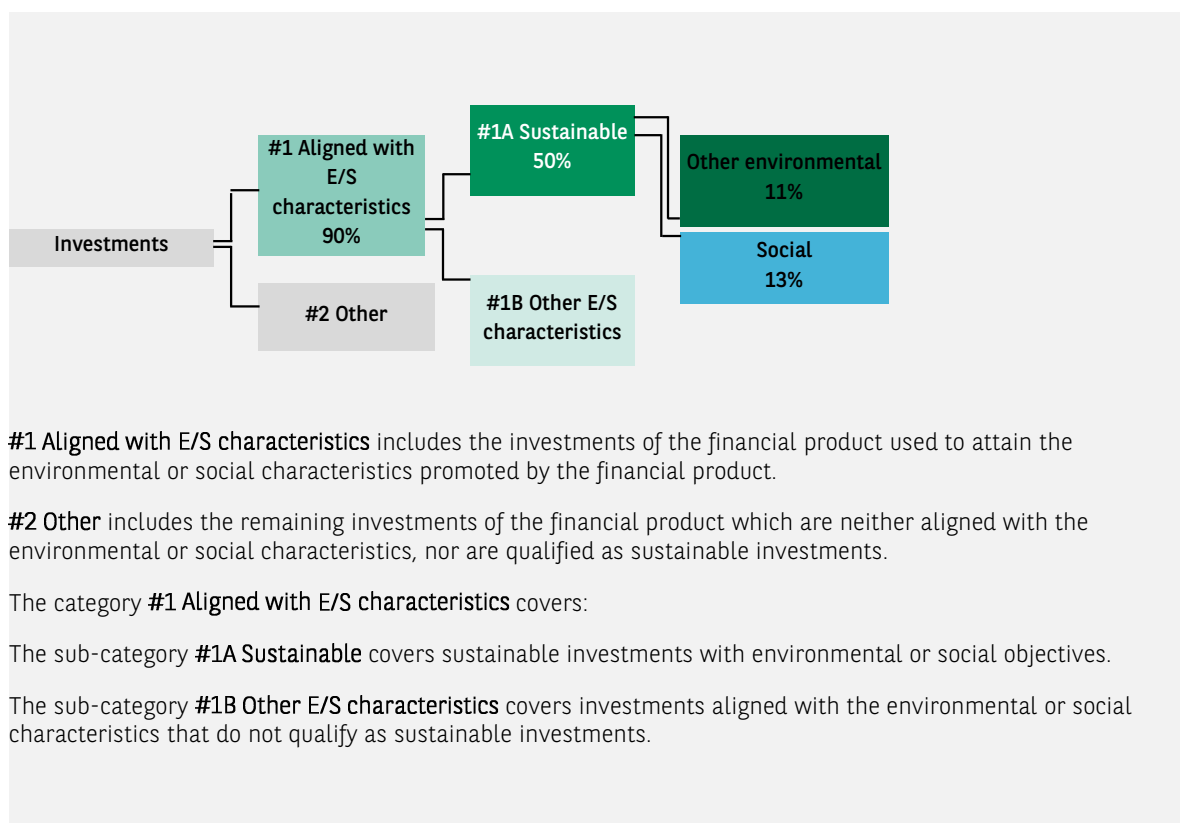 #1A Sustainable
50%
#1 Aligned with
E/S
characteristics
90%
Other environmental
11%
Investments
Social
13%
#2 Other
#1B Other E/S
characteristics
#1 Aligned with E/S characteristics includes the investments of the financial product used to attain the
environmental or social characteristics promoted by the financial product.
#2 Other includes the remaining investments of the financial product which are neither aligned with the
environmental or social characteristics, nor are qualified as sustainable investments.
The category #1 Aligned with E/S characteristics covers:
The sub-category #1A Sustainable covers sustainable investments with environmental or social objectives.
The sub-category #1B Other E/S characteristics covers investments aligned with the environmental or social
characteristics that do not qualify as sustainable investments.